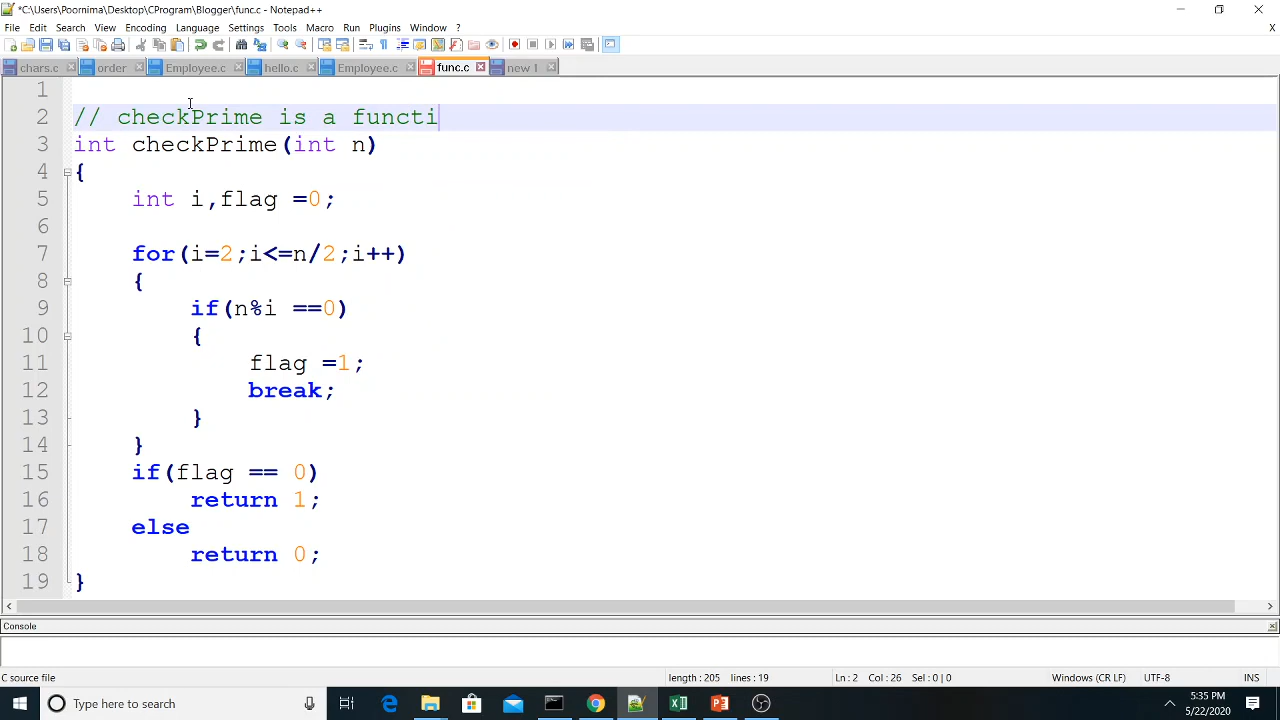 *C:\Users\Poornima\Desktop\CProgram\Blogger\func.c - Notepad++
File Edit Search View Encoding Language Settings Tools Macro Run Plugins Window ? X
chars.c order Employee.c hello.c Employee.c func.c new 1
1
2 // checkPrime is a functi
3 int checkPrime(int n)
4 {
5 int i,flag =0;
6
7 for(i=2;i<=n/2;i++)
8 {
9 if(n%i ==0)
10 {
11 flag =1;
12 break;
13 }
14 }
15 if(flag == 0)
16 return 1;
17 else
18 return 0;
19 }
Console
C source file length : 205 lines : 19 Ln : 2 Col : 26 Sel : 0 | 0 Windows (CR LF) UTF-8 INS
Type here to search
5:35 PM
5/22/2020